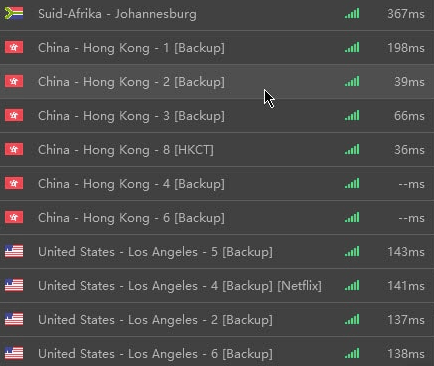 Suid-Afrika - Johannesburg 367ms
China - Hong Kong - 1 [Backup] 198ms
China - Hong Kong - 2 [Backup] 39ms
China - Hong Kong - 3 [Backup] 66ms
China - Hong Kong - 8 [HKCT] 36ms
China - Hong Kong - 4 [Backup] --ms
China - Hong Kong - 6 [Backup] --ms
United States - Los Angeles - 5 [Backup] 143ms
United States - Los Angeles - 4 [Backup] [Netflix] 141ms
United States - Los Angeles - 2 [Backup] 137ms
United States - Los Angeles - 6 [Backup] 138ms